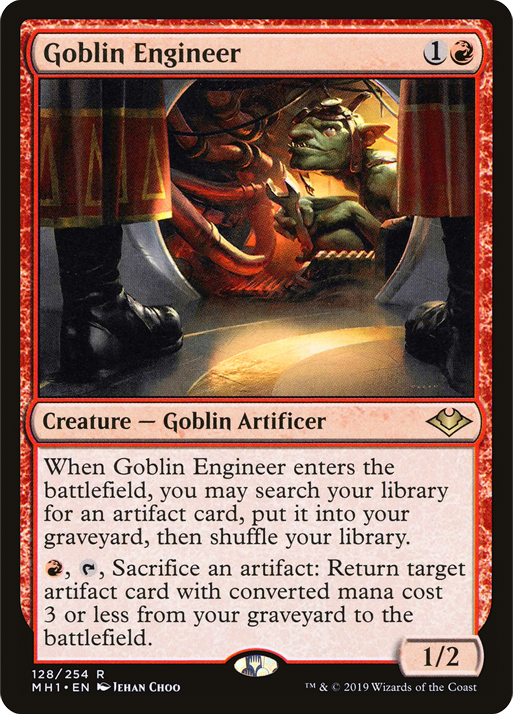 Goblin Engineer 1
Creature — Goblin Artificer
When Goblin Engineer enters the
battlefield, you may search your library
for an artifact card, put it into your
graveyard, then shuffle your library.
, , Sacrifice an artifact: Return target
artifact card with converted mana cost
3 or less from your graveyard to the
battlefield.
1/2
128/254 R
MH1 • EN Jehan Choo
™ & © 2019 Wizards of the Coast